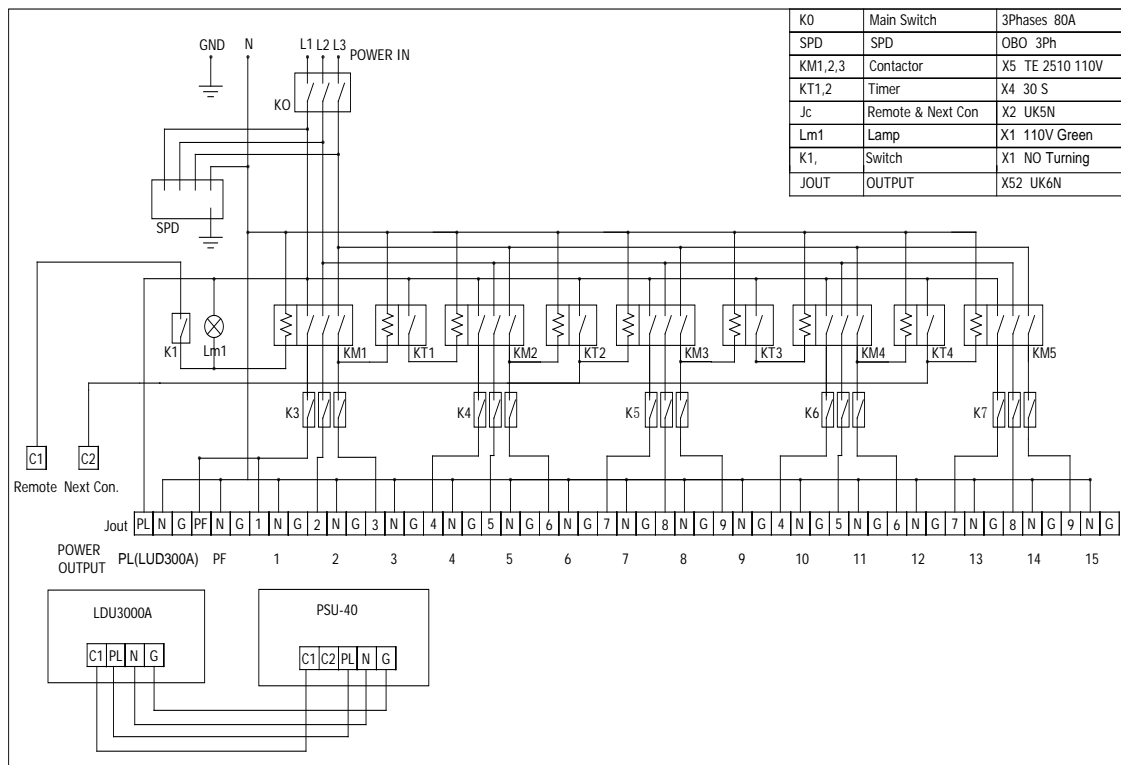 K0 Main Switch 3Phases 80A
SPD SPD OBO 3Ph
KM1,2,3 Contactor X5 TE 2510 110V
KT1,2 Timer X4 30 S
Jc Remote & Next Con X2 UK5N
Lm1 Lamp X1 110V Green
K1, Switch X1 NO Turning
JOUT OUTPUT X52 UK6N
GND N L1 L2 L3 POWER IN
KO
SPD
K1 Lm1 KM1 KT1 KM2 KT2 KM3 KT3 KM4 KT4 KM5
K3 K4 K5 K6 K7
C1 C2
Remote Next Con.
Jout PL N G PF N G 1 N G 2 N G 3 N G 4 N G 5 N G 6 N G 7 N G 8 N G 9 N G 4 N G 5 N G 6 N G 7 N G 8 N G 9 N G
POWER OUTPUT PL(LUD300A) PF 1 2 3 4 5 6 7 8 9 10 11 12 13 14 15
LDU3000A
C1 PL N G
PSU-40
C1 C2 PL N G